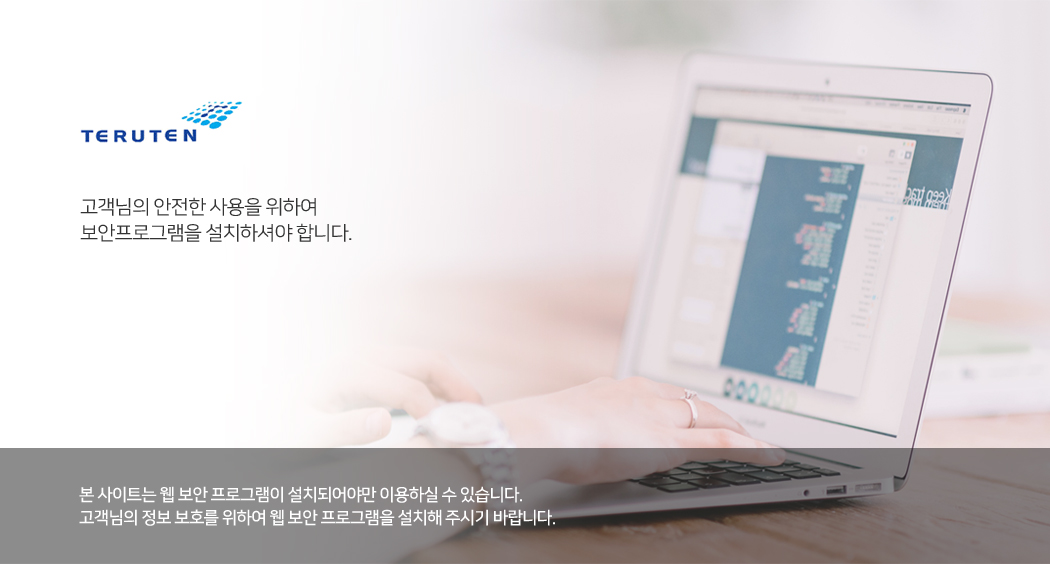 TERUTEN
고객님의 안전한 사용을 위하여
보안프로그램을 설치하셔야 합니다.
본 사이트는 웹 보안 프로그램이 설치되어야만 이용하실 수 있습니다.
고객님의 정보 보호를 위하여 웹 보안 프로그램을 설치해 주시기 바랍니다.